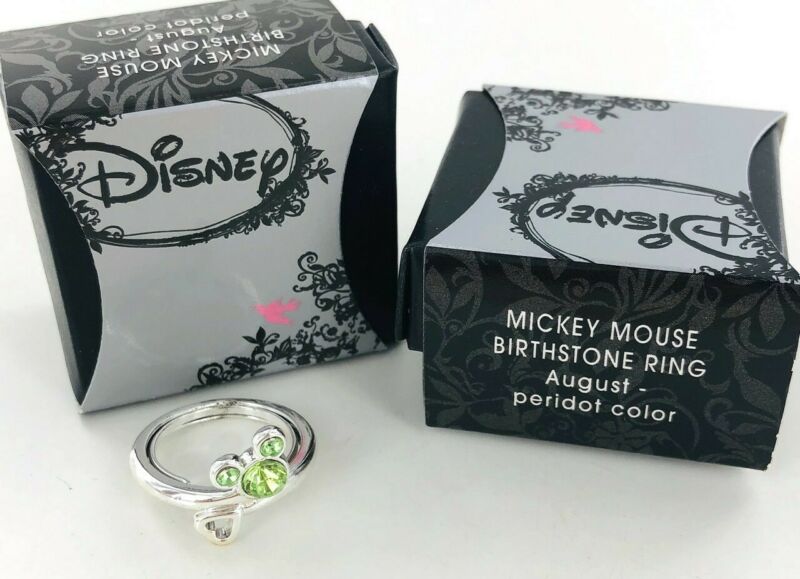 MICKEY MOUSE
BIRTHSTONE RING
August -
peridot color
DISNEY
DISNEY
MICKEY MOUSE
BIRTHSTONE RING
August -
peridot color